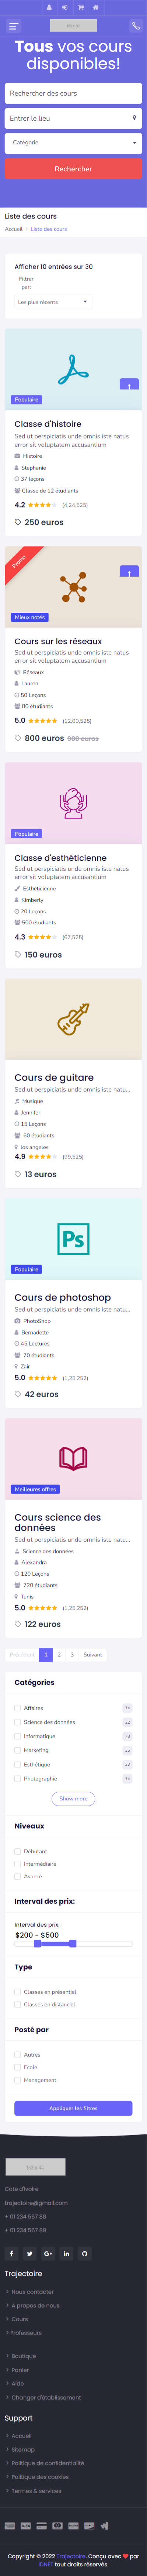 Tous vos cours
disponibles!
Rechercher des cours
Entrer le lieu
Catégorie
Rechercher
Liste des cours
Accueil
Liste des cours
Afficher 10 entrées sur 30
Filtrer
par:
Les plus récents
Populaire
Classe d'histoire
Sed ut perspiciatis unde omnis iste natus
error sit voluptatem accusantium
Histoire
Stephanie
37 leçons
Classe de 12 étudiants
4.2 (4,24,525)
250 euros
Promo
Mieux notés
Cours sur les réseaux
Sed ut perspiciatis unde omnis iste natus
error sit voluptatem accusantium
Réseaux
Lauren
50 Leçons
80 étudiants
5.0 (12,00,525)
800 euros 900 euros
Populaire
Classe d'esthéticienne
Sed ut perspiciatis unde omnis iste natus
error sit voluptatem accusantium
Esthéticienne
Kimberly
20 Leçons
500 étudiants
4.3 (67,525)
150 euros
Cours de guitare
Sed ut perspiciatis unde omnis iste natu...
Musique
Jennifer
15 Leçons
60 étudiants
los angeles
4.9 (99,525)
13 euros
Ps
Populaire
Cours de photoshop
Sed ut perspiciatis unde omnis iste natu...
PhotoShop
Bernadette
45 Lectures
70 étudiants
Zair
5.0 (1,25,252)
42 euros
Meilleures offres
Cours science des
données
Sed ut perspiciatis unde omnis iste natu...
Science des données
Alexandra
120 Leçons
720 étudiants
Tunis
5.0 (1,25,252)
122 euros
Précédent 1 2 3 Suivant
Catégories
Affaires 14
Science des données 22
Informatique 78
Marketing 35
Esthétique 23
Photographie 14
Show more
Niveaux
Débutant
Intermédiaire
Avancé
Interval des prix:
Interval des prix:
$200 - $500
Type
Classes en présentiel
Classes en distanciel
Posté par
Autres
Ecole
Management
Appliquer les filtres
Cote d'ivoire
trajectoire@gmail.com
+ 01 234 567 88
+ 01 234 567 89
Trajectoire
Nous contacter
A propos de nous
Cours
Professeurs
Boutique
Panier
Aide
Changer d'établissement
Support
Accueil
Sitemap
Politique de confidentialité
Politique des cookies
Termes & services
Copyright © 2022 Trajectoire. Conçu avec ❤ par
IDNET tout droits réservés.